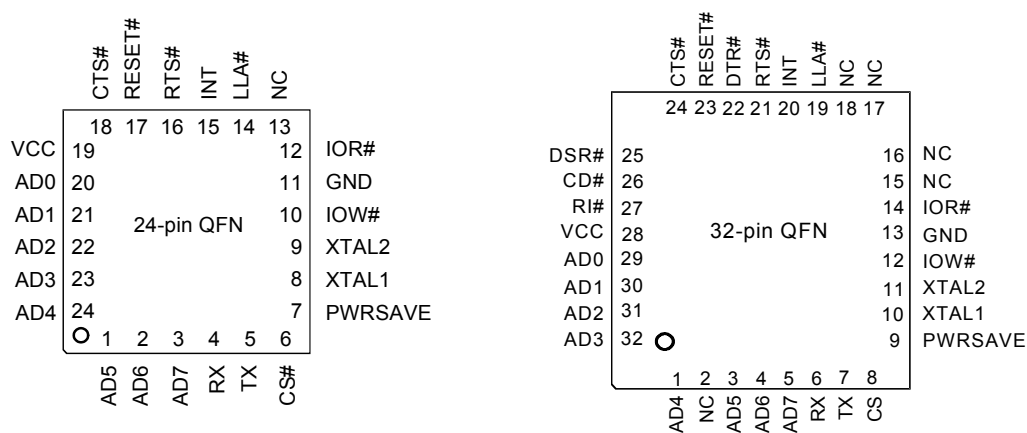 CTS# RESET# RTS# INT LLA# NC
18 17 16 15 14 13
VCC 19 12 IOR#
AD0 20 11 GND
AD1 21 10 IOW#
24-pin QFN
AD2 22 9 XTAL2
AD3 23 8 XTAL1
AD4 24 7 PWRSAVE
1 2 3 4 5 6
AD5 AD6 AD7 RX TX CS#
CTS# RESET# DTR# RTS# INT LLA# NC NC
24 23 22 21 20 19 18 17
DSR# 25 16 NC
CD# 26 15 NC
RI# 27 14 IOR#
VCC 28 32-pin QFN 13 GND
AD0 29 12 IOW#
AD1 30 11 XTAL2
AD2 31 10 XTAL1
AD3 32 9 PWRSAVE
1 2 3 4 5 6 7 8
AD4 NC AD5 AD6 AD7 RX TX CS